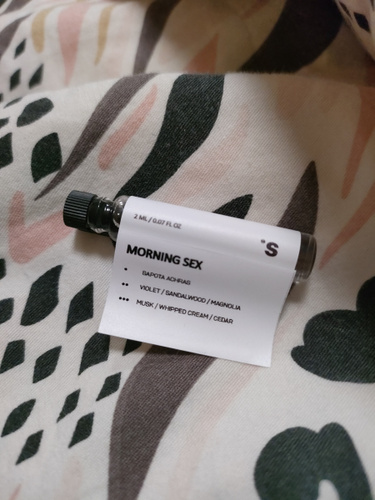 2 ML / 0.07 FL OZ
°S
MORNING SEX
• SAPOTA ACHRAS
•• VIOLET / SANDALWOOD / MAGNOLIA
••• MUSK / WHIPPED CREAM / CEDAR